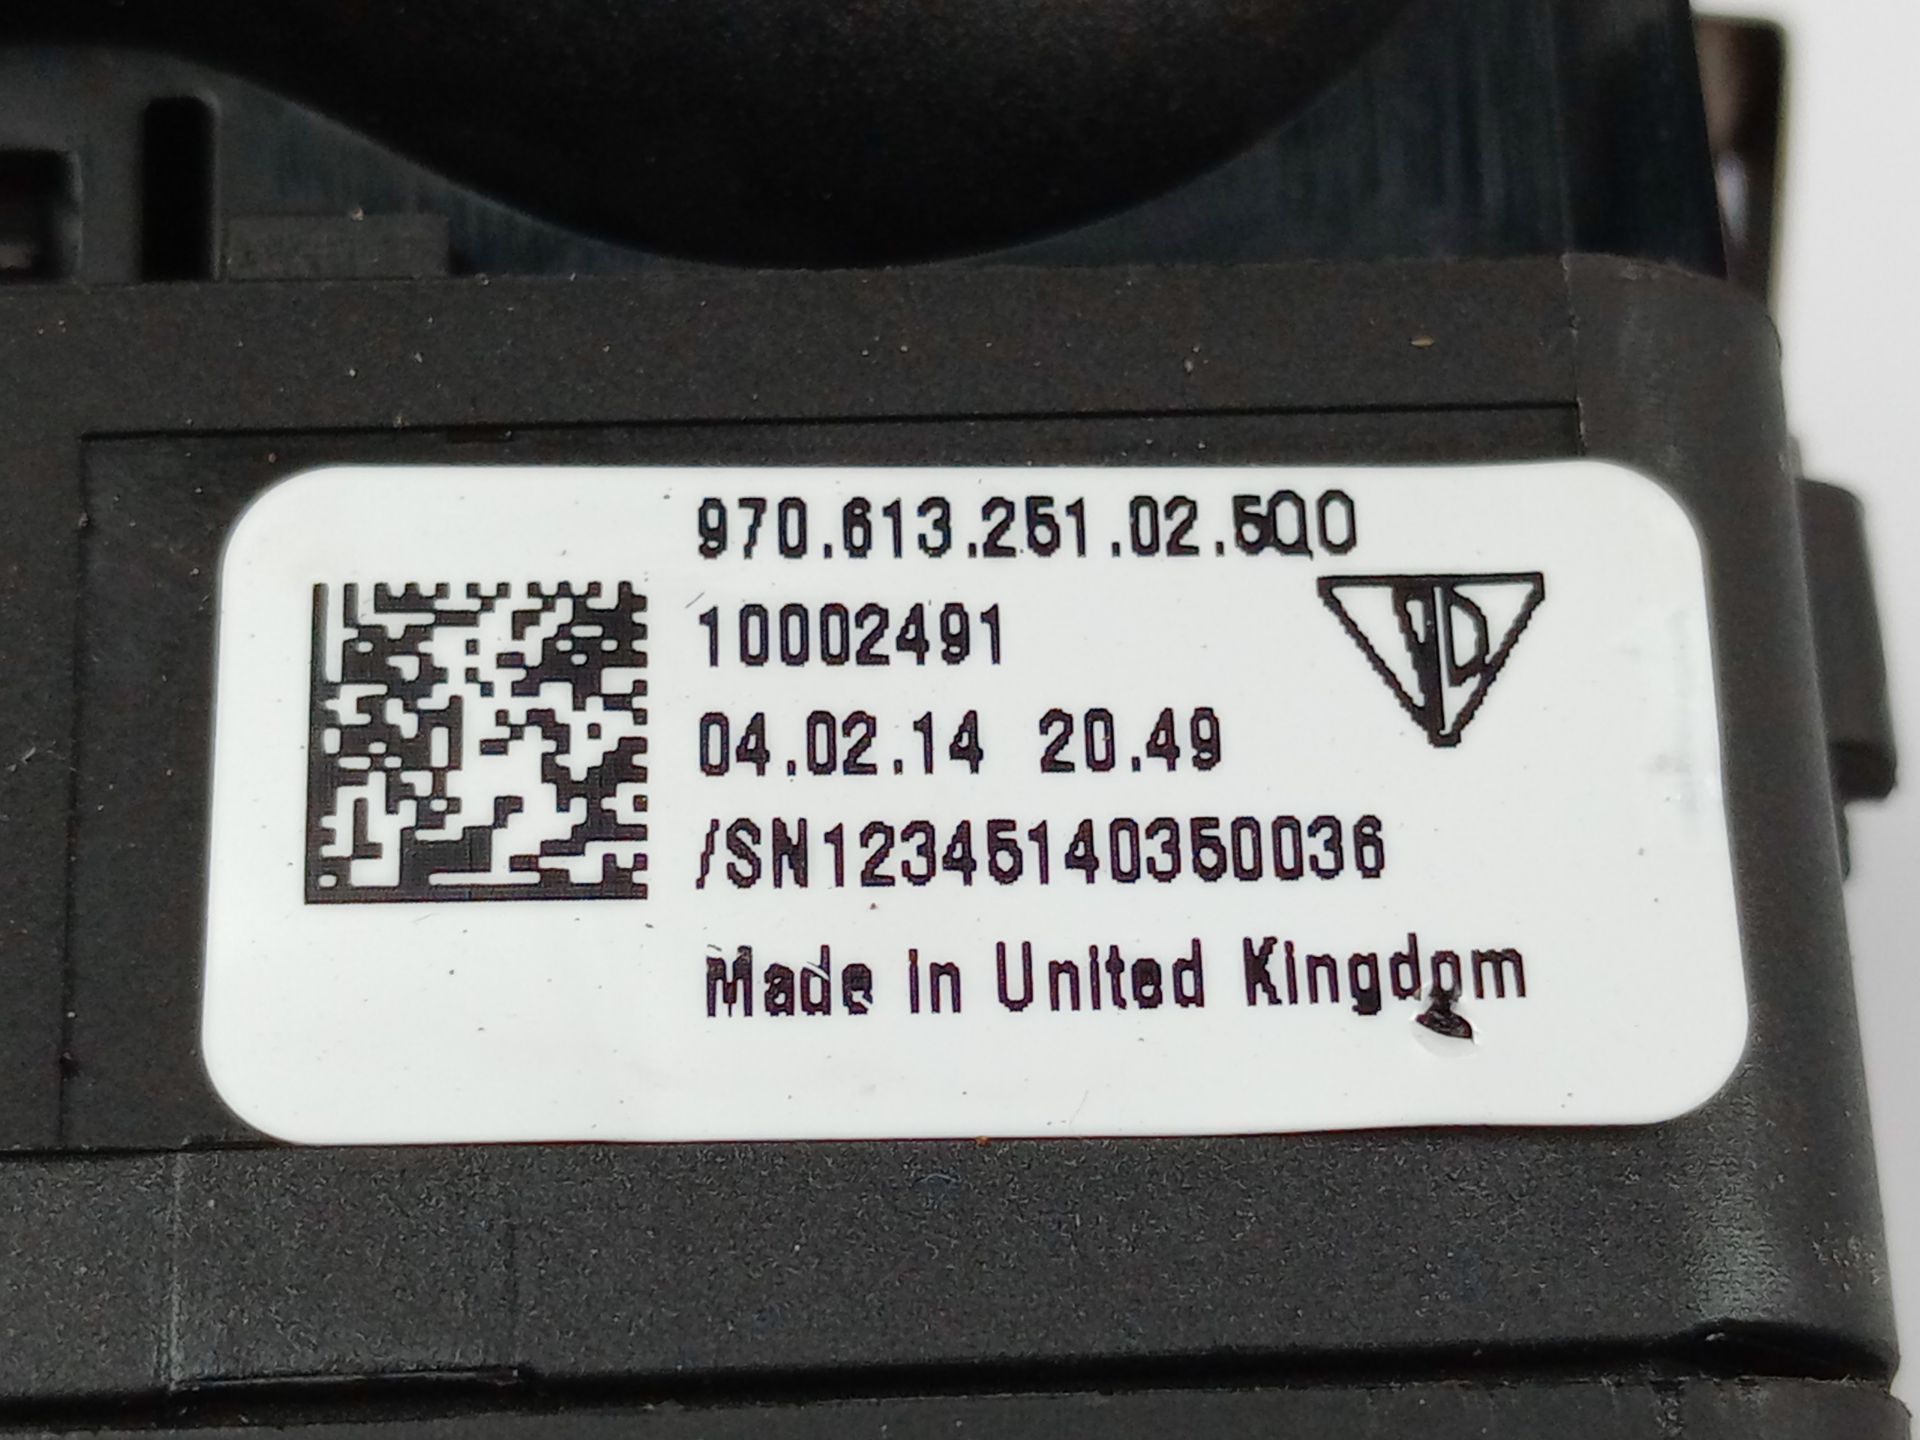 970.613.251.02.5Q0
10002491
04.02.14 20.49
/SN12345140350036
Made in United Kingdom